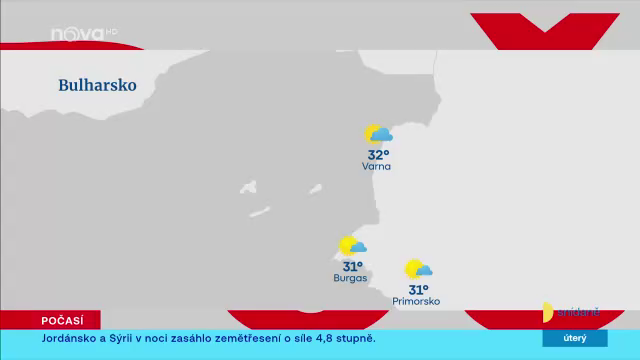 nova HD
Bulharsko
32°
Varna
31°
Burgas
31°
Primorsko
snídaně
POČASÍ
úterý
Jordánsko a Sýrii v noci zasáhlo zemětřesení o síle 4,8 stupně.